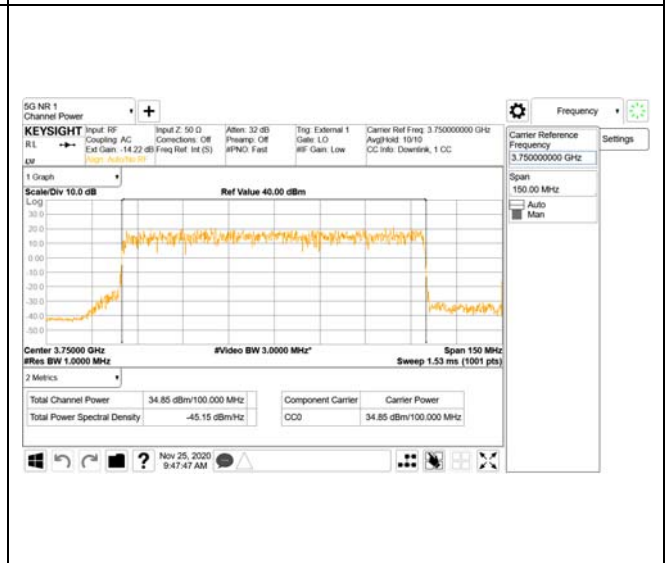 5G NR 1
Channel Power
Frequency
KEYSIGHT Input: RF Input Z: 50 Ω Atten: 32 dB Trig: External 1 Carrier Ref Freq: 3.750000000 GHz
RL Coupling: AC Corrections: Off Preamp: Off Gate: LO Avg|Hold: 10/10
Ext Gain: -14.22 dB Freq Ref: Int (S) #PNO: Fast #IF Gain: Low CC Info: Downlink, 1 CC
Align: Auto/No RF
Carrier Reference
Frequency
3.750000000 GHz
Settings
Span
150.00 MHz
Auto
Man
1 Graph
Scale/Div 10.0 dB Ref Value 40.00 dBm
Log
30.0
20.0
10.0
0.00
-10.0
-20.0
-30.0
-40.0
-50.0
Center 3.75000 GHz #Video BW 3.0000 MHz* Span 150 MHz
#Res BW 1.0000 MHz Sweep 1.53 ms (1001 pts)
2 Metrics
Total Channel Power 34.85 dBm/100.000 MHz Component Carrier Carrier Power
Total Power Spectral Density -45.15 dBm/Hz CC0 34.85 dBm/100.000 MHz
Nov 25, 2020
9:47:47 AM